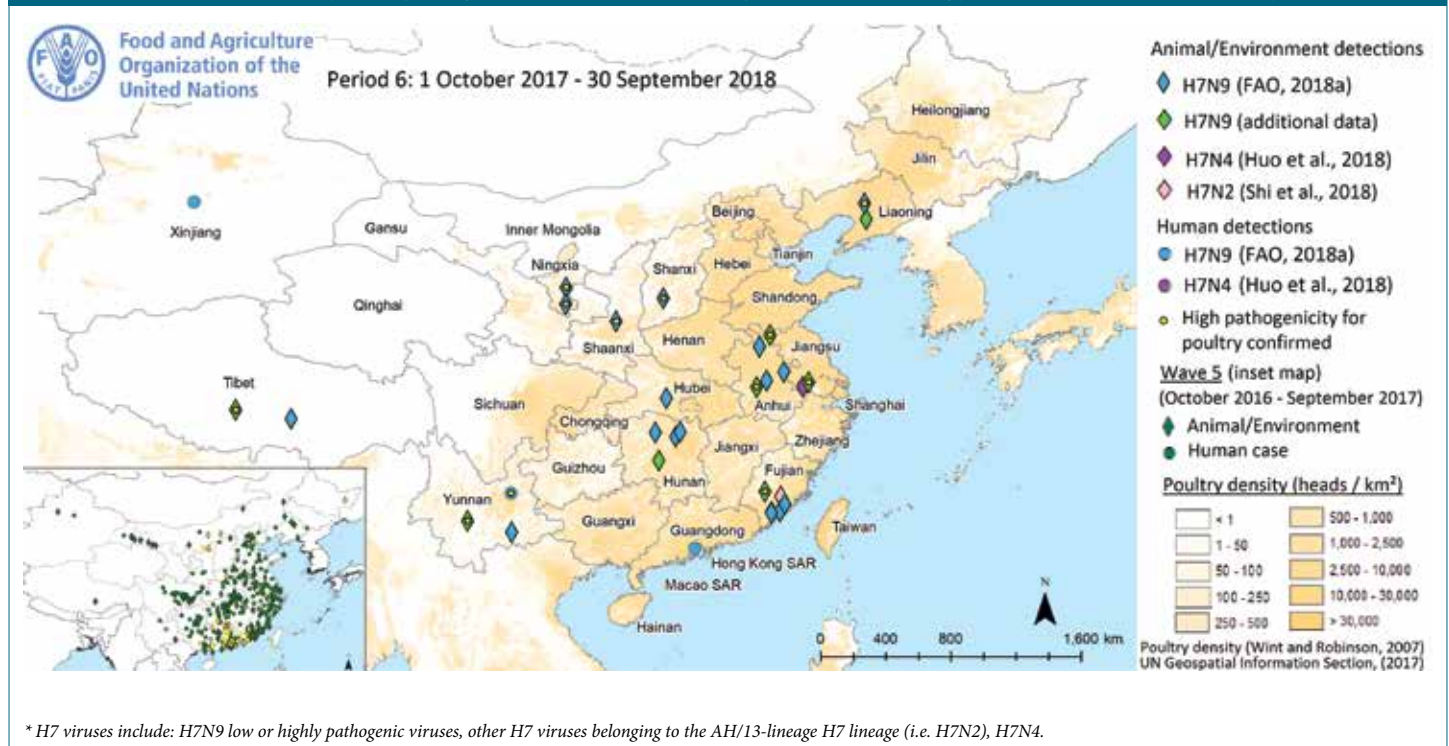 Food and Agriculture
Organization of the
United Nations
F A O
FIAT PANIS
Period 6: 1 October 2017 - 30 September 2018
Heilongjiang
Jilin
Liaoning
Beijing
Xinjiang
Gansu
Inner Mongolia
Ningxia
Shanxi
Hebei
Tianjin
Qinghai
Shandong
Shaanxi
Henan
Jiangsu
Tibet
Sichuan
Hubei
Anhui
Shanghai
Chongqing
Zhejiang
Guizhou
Hunan
Jiangxi
Fujian
Yunnan
Guangxi
Guangdong
Taiwan
Hong Kong SAR
Macao SAR
Hainan
N
0 400 800 1,600 km
Animal/Environment detections
H7N9 (FAO, 2018a)
H7N9 (additional data)
H7N4 (Huo et al., 2018)
H7N2 (Shi et al., 2018)
Human detections
H7N9 (FAO, 2018a)
H7N4 (Huo et al., 2018)
High pathogenicity for
poultry confirmed
Wave 5 (inset map)
(October 2016 - September 2017)
Animal/Environment
Human case
Poultry density (heads / km²)
< 1 500 - 1,000
1 - 50 1,000 - 2,500
50 - 100 2,500 - 10,000
100 - 250 10,000 - 30,000
250 - 500 > 30,000
Poultry density (Wint and Robinson, 2007)
UN Geospatial Information Section, (2017)
* H7 viruses include: H7N9 low or highly pathogenic viruses, other H7 viruses belonging to the AH/13-lineage H7 lineage (i.e. H7N2), H7N4.